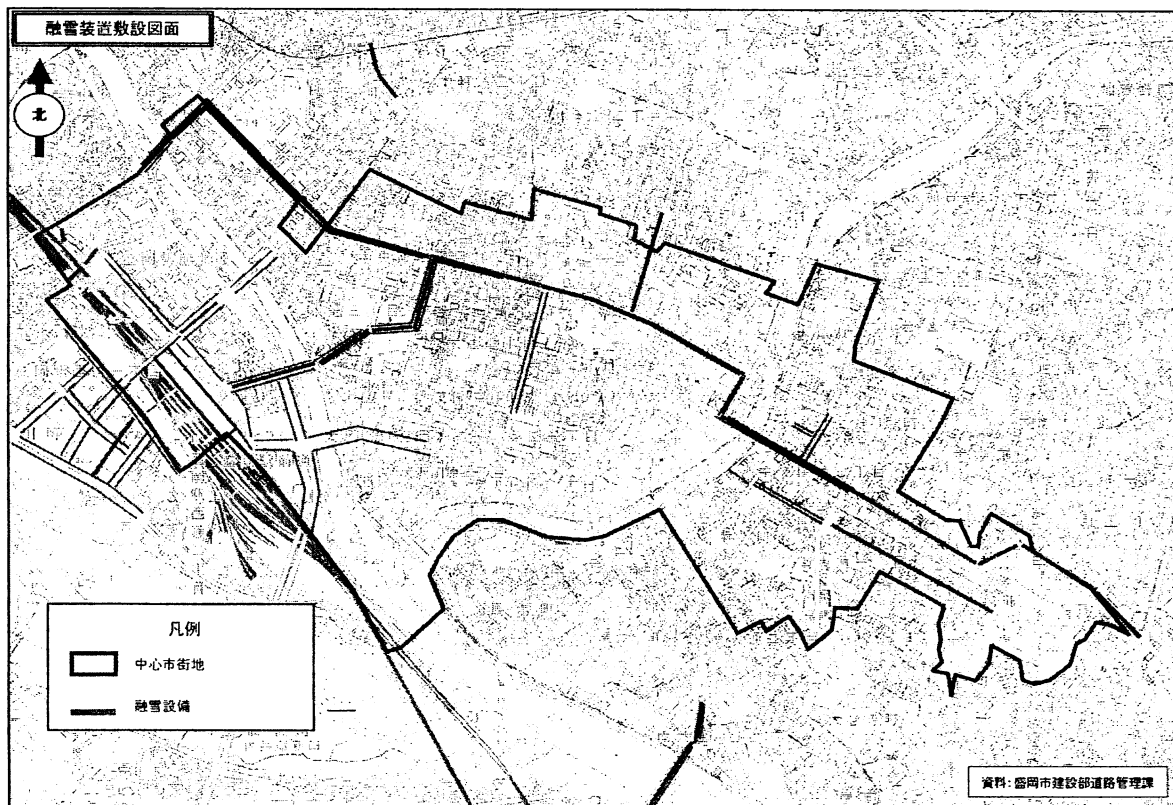 融雪装置敷設図面
北
凡例
中心市街地
融雪設備
資料：盛岡市建設部道路管理課